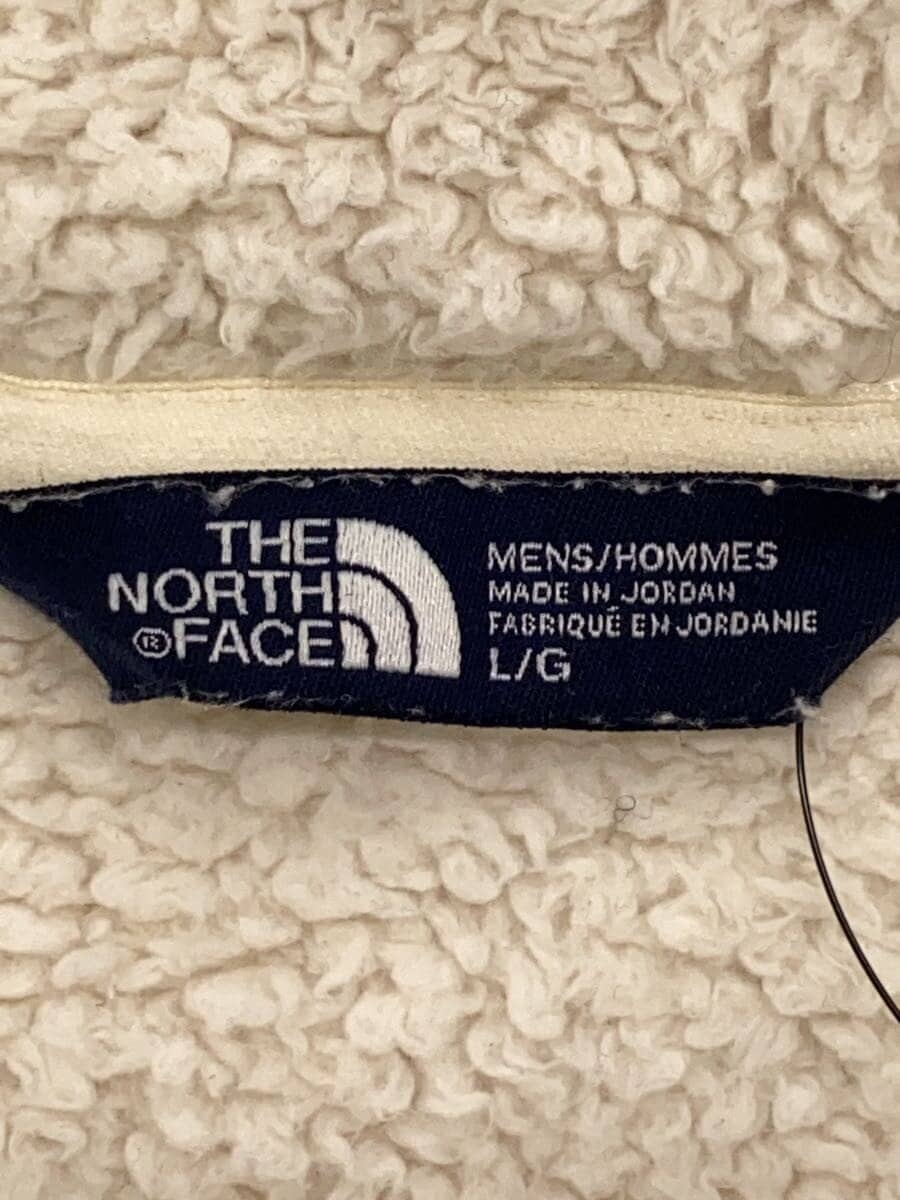 THE
NORTH
®FACE
MENS/HOMMES
MADE IN JORDAN
FABRIQUÉ EN JORDANIE
L/G